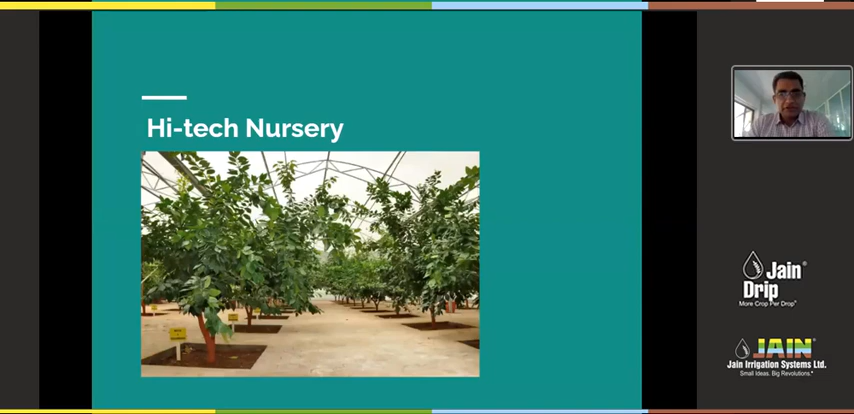 Hi-tech Nursery
Jain®
Drip
More Crop Per Drop®
JAIN®
Jain Irrigation Systems Ltd.
Small Ideas. Big Revolutions.®